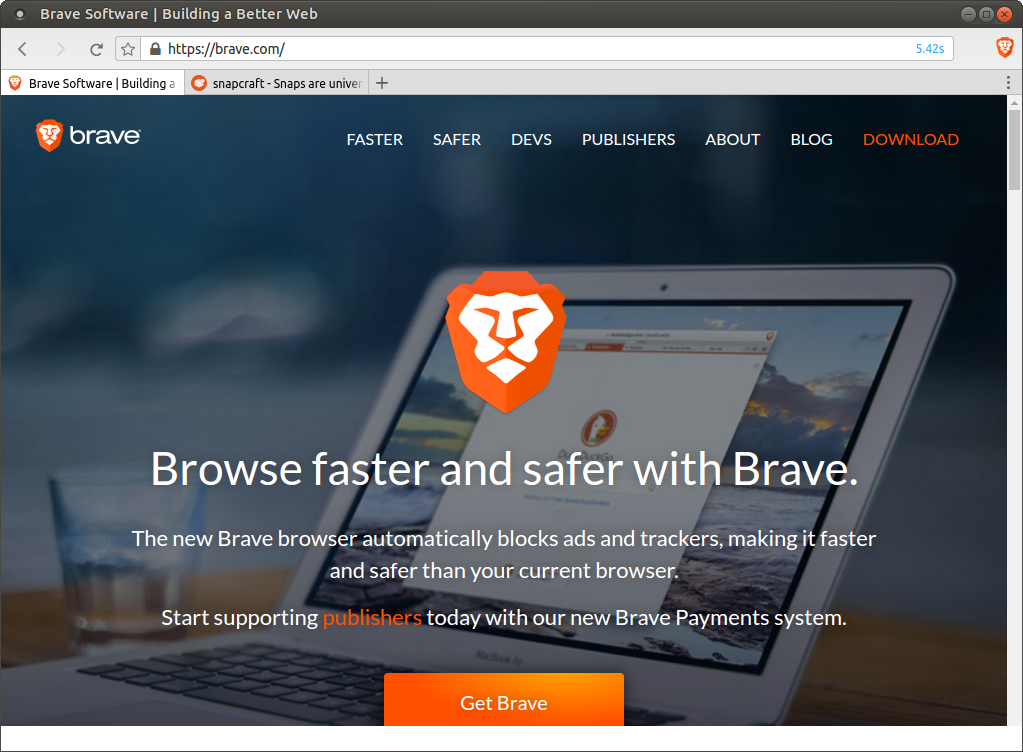 Brave Software | Building a Better Web
https://brave.com/
5.42s
Brave Software | Building a
snapcraft - Snaps are univer
brave
FASTER SAFER DEVS PUBLISHERS ABOUT BLOG DOWNLOAD
Browse faster and safer with Brave.
The new Brave browser automatically blocks ads and trackers, making it faster
and safer than your current browser.
Start supporting publishers today with our new Brave Payments system.
MacBook Air
Get Brave